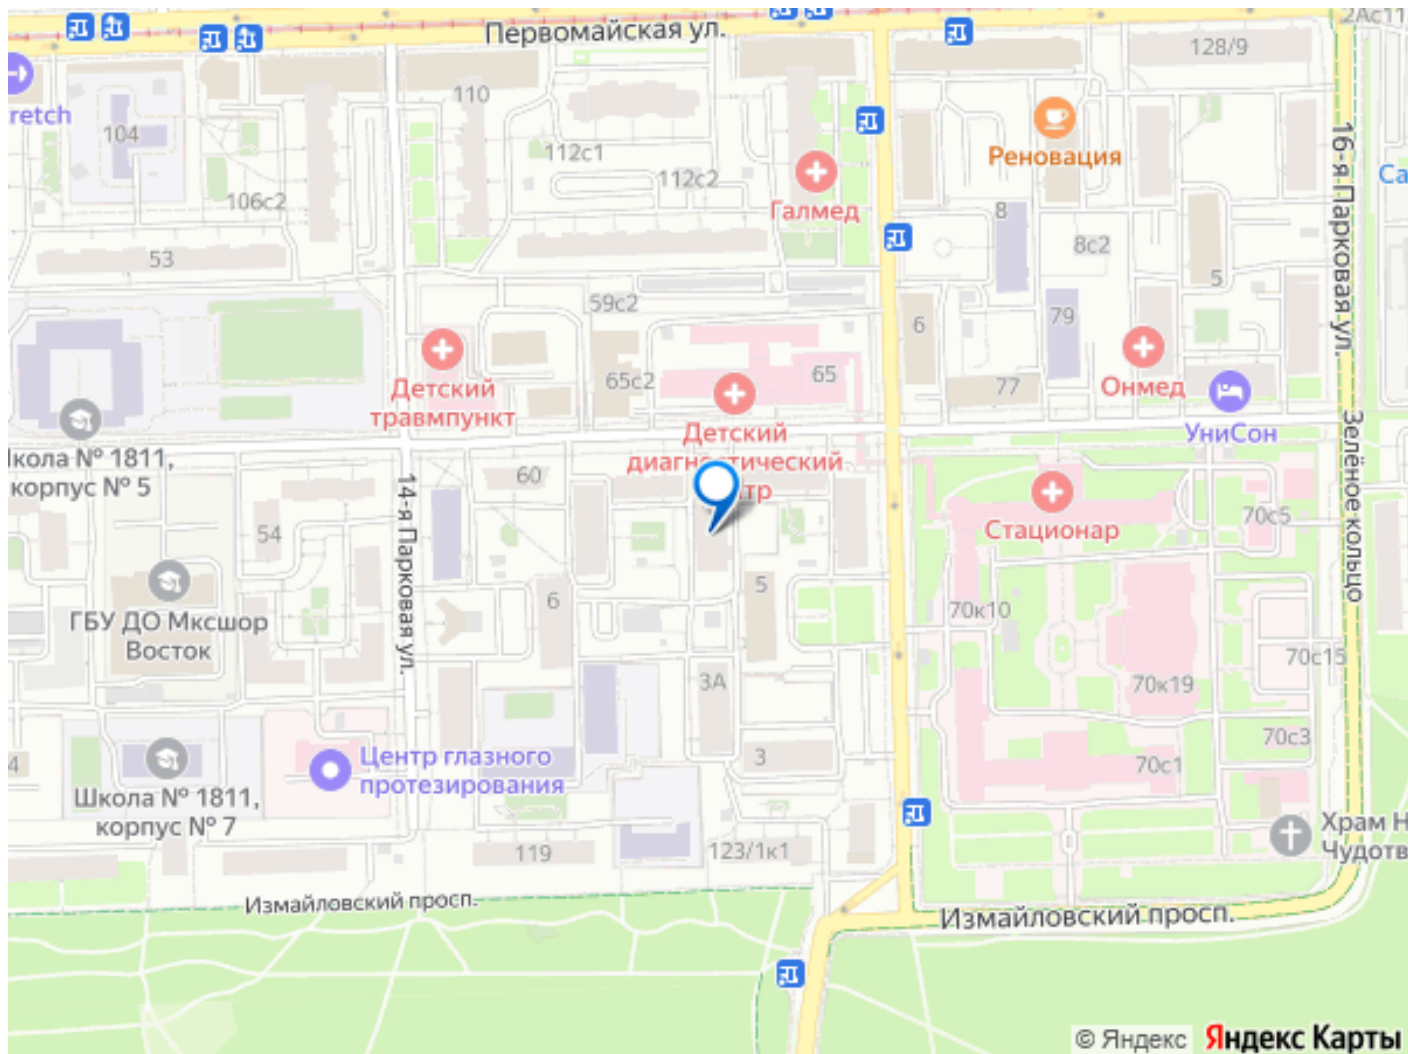 2Ас11
Первомайская ул.
128/9
retch
110
104
Реновация
112с1
112с2
16-я Парковая ул.
Са
106с2
Галмед
8
8с2
53
5
59с2
79
6
Детский
травмпункт
65с2
65
77
Онмед
УниСон
Детский
Зелёное кольцо
кола № 1811,
корпус № 5
60
14-я Парковая ул.
Стационар
70с5
54
ГБУ ДО Мксшор
Восток
6
5
70к10
70с15
3А
70к19
4
Центр глазного
протезирования
3
70с3
70с1
Школа № 1811,
корпус № 7
Храм Н
Чудотв
119
123/1к1
Измайловский просп.
Измайловский просп.
© Яндекс Яндекс Карты